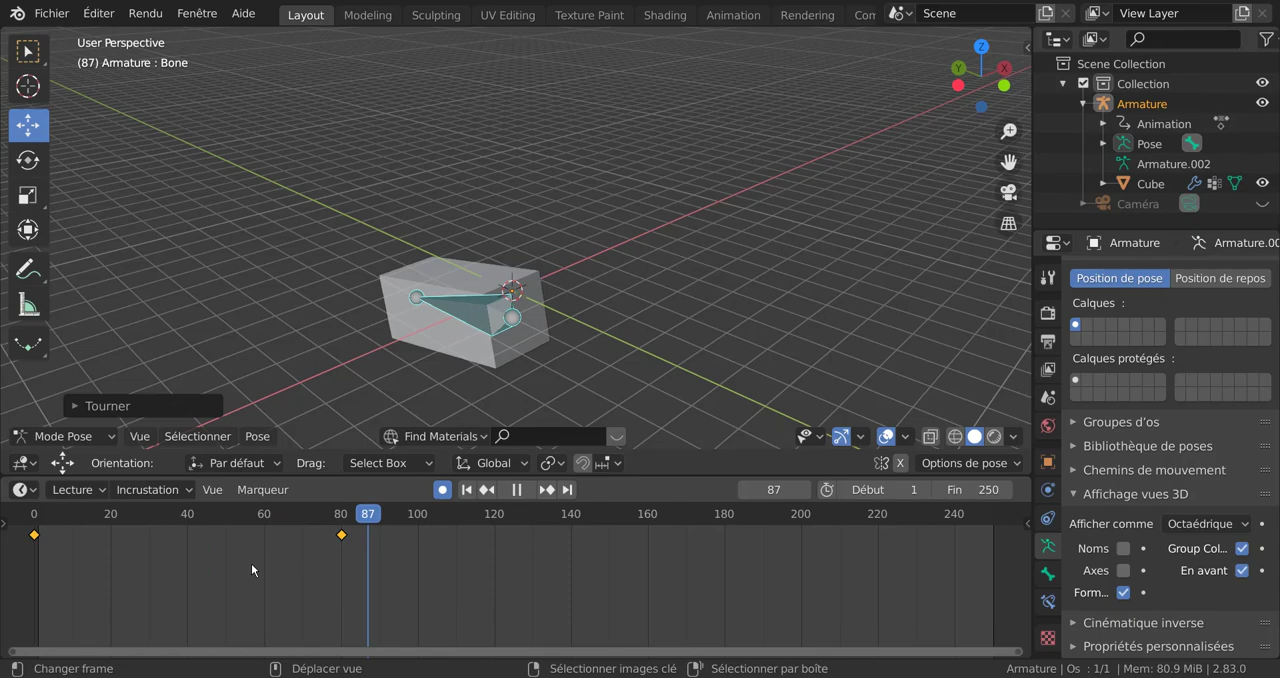 Fichier Éditer Rendu Fenêtre Aide Layout Modeling Sculpting UV Editing Texture Paint Shading Animation Rendering Com Scene View Layer
User Perspective
(87) Armature : Bone
Z
Y
X
Scene Collection
Collection
Armature
Animation
Pose
Armature.002
Cube
Caméra
Armature Armature.00
Position de pose Position de repos
Calques :
Calques protégés :
Groupes d'os
Bibliothèque de poses
Chemins de mouvement
Affichage vues 3D
Afficher comme Octaédrique
Noms Group Col...
Axes En avant
Form...
Cinématique inverse
Propriétés personnalisées
Tourner
Mode Pose Vue Sélectionner Pose Find Materials
Orientation: Par défaut Drag: Select Box Global X Options de pose
Lecture Incrustation Vue Marqueur 87 Début 1 Fin 250
0 20 40 60 80 87 100 120 140 160 180 200 220 240
Changer frame Déplacer vue Sélectionner images clé Sélectionner par boîte Armature | Os : 1/1 | Mem: 80.9 MiB | 2.83.0